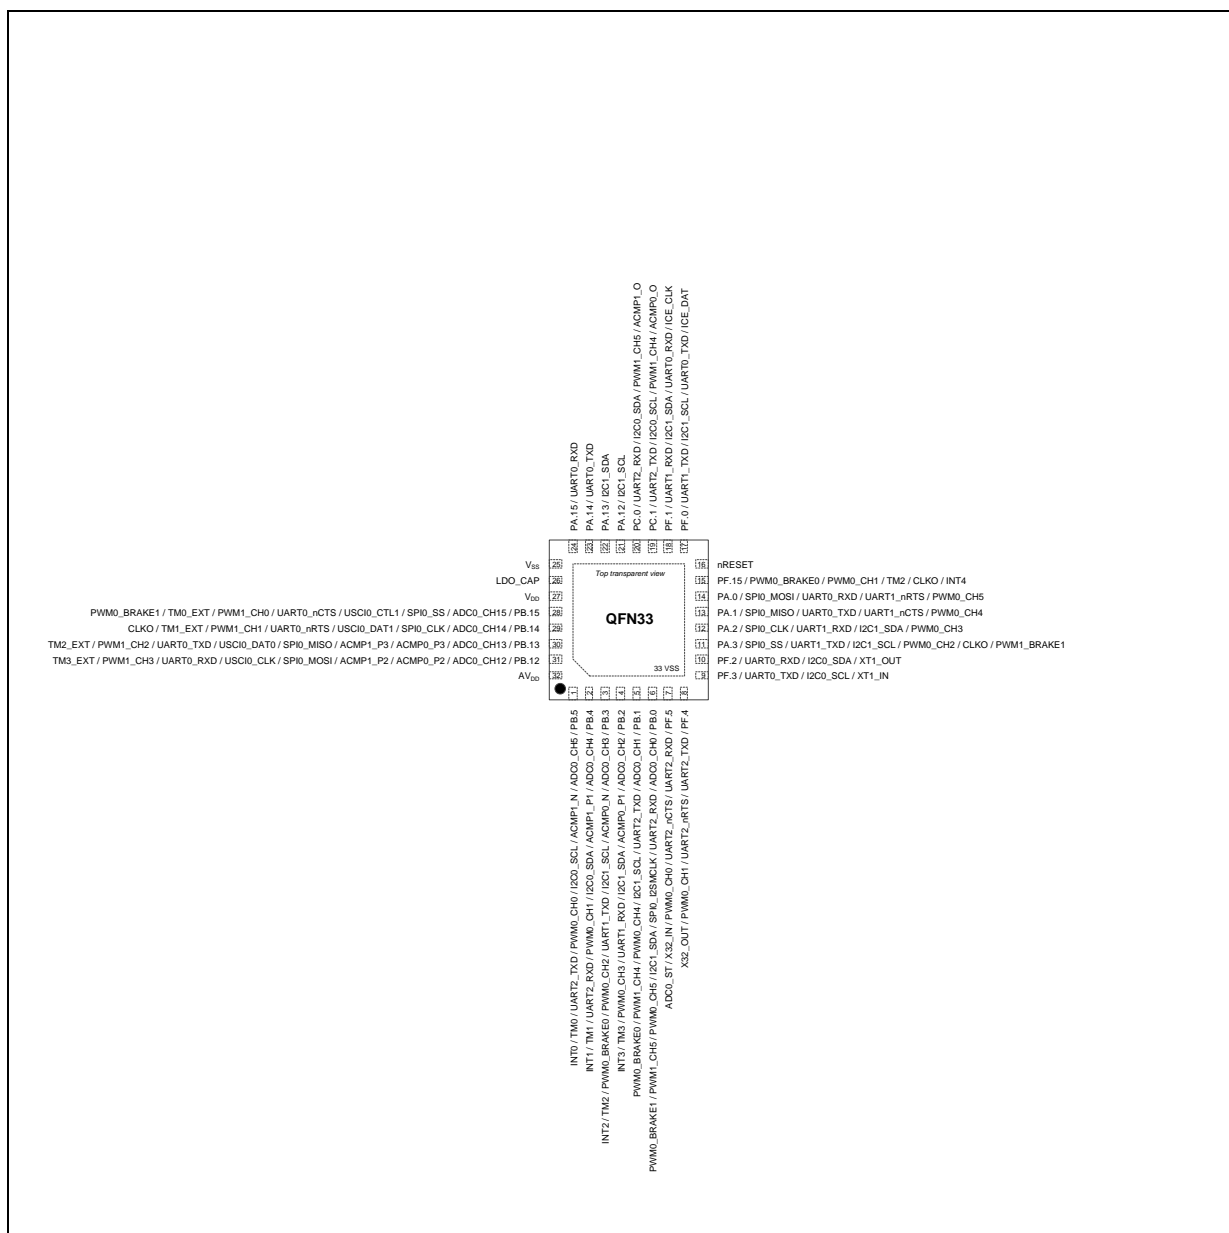 PA.15 / UART0_RXD
PA.14 / UART0_TXD
PA.13 / I2C1_SDA
PA.12 / I2C1_SCL
PC.0 / UART2_RXD / I2C0_SDA / PWM1_CH5 / ACMP1_O
PC.1 / UART2_TXD / I2C0_SCL / PWM1_CH4 / ACMP0_O
PF.1 / UART1_RXD / I2C1_SDA / UART0_RXD / ICE_CLK
PF.0 / UART1_TXD / I2C1_SCL / UART0_TXD / ICE_DAT
24
23
22
21
20
19
18
17
VSS
25
LDO_CAP
26
VDD
27
PWM0_BRAKE1 / TM0_EXT / PWM1_CH0 / UART0_nCTS / USCI0_CTL1 / SPI0_SS / ADC0_CH15 / PB.15
28
CLKO / TM1_EXT / PWM1_CH1 / UART0_nRTS / USCI0_DAT1 / SPI0_CLK / ADC0_CH14 / PB.14
29
TM2_EXT / PWM1_CH2 / UART0_TXD / USCI0_DAT0 / SPI0_MISO / ACMP1_P3 / ACMP0_P3 / ADC0_CH13 / PB.13
30
TM3_EXT / PWM1_CH3 / UART0_RXD / USCI0_CLK / SPI0_MOSI / ACMP1_P2 / ACMP0_P2 / ADC0_CH12 / PB.12
31
AVDD
32
Top transparent view
QFN33
33 VSS
16
nRESET
15
PF.15 / PWM0_BRAKE0 / PWM0_CH1 / TM2 / CLKO / INT4
14
PA.0 / SPI0_MOSI / UART0_RXD / UART1_nRTS / PWM0_CH5
13
PA.1 / SPI0_MISO / UART0_TXD / UART1_nCTS / PWM0_CH4
12
PA.2 / SPI0_CLK / UART1_RXD / I2C1_SDA / PWM0_CH3
11
PA.3 / SPI0_SS / UART1_TXD / I2C1_SCL / PWM0_CH2 / CLKO / PWM1_BRAKE1
10
PF.2 / UART0_RXD / I2C0_SDA / XT1_OUT
9
PF.3 / UART0_TXD / I2C0_SCL / XT1_IN
1
2
3
4
5
6
7
8
INT0 / TM0 / UART2_TXD / PWM0_CH0 / I2C0_SCL / ACMP1_N / ADC0_CH5 / PB.5
INT1 / TM1 / UART2_RXD / PWM0_CH1 / I2C0_SDA / ACMP1_P1 / ADC0_CH4 / PB.4
INT2 / TM2 / PWM0_BRAKE0 / PWM0_CH2 / UART1_TXD / I2C1_SCL / ACMP0_N / ADC0_CH3 / PB.3
INT3 / TM3 / PWM0_CH3 / UART1_RXD / I2C1_SDA / ACMP0_P1 / ADC0_CH2 / PB.2
PWM0_BRAKE0 / PWM1_CH4 / PWM0_CH4 / I2C1_SCL / UART2_TXD / ADC0_CH1 / PB.1
PWM0_BRAKE1 / PWM1_CH5 / PWM0_CH5 / I2C1_SDA / SPI0_I2SMCLK / UART2_RXD / ADC0_CH0 / PB.0
ADC0_ST / X32_IN / PWM0_CH0 / UART2_nCTS / UART2_RXD / PF.5
X32_OUT / PWM0_CH1 / UART2_nRTS / UART2_TXD / PF.4